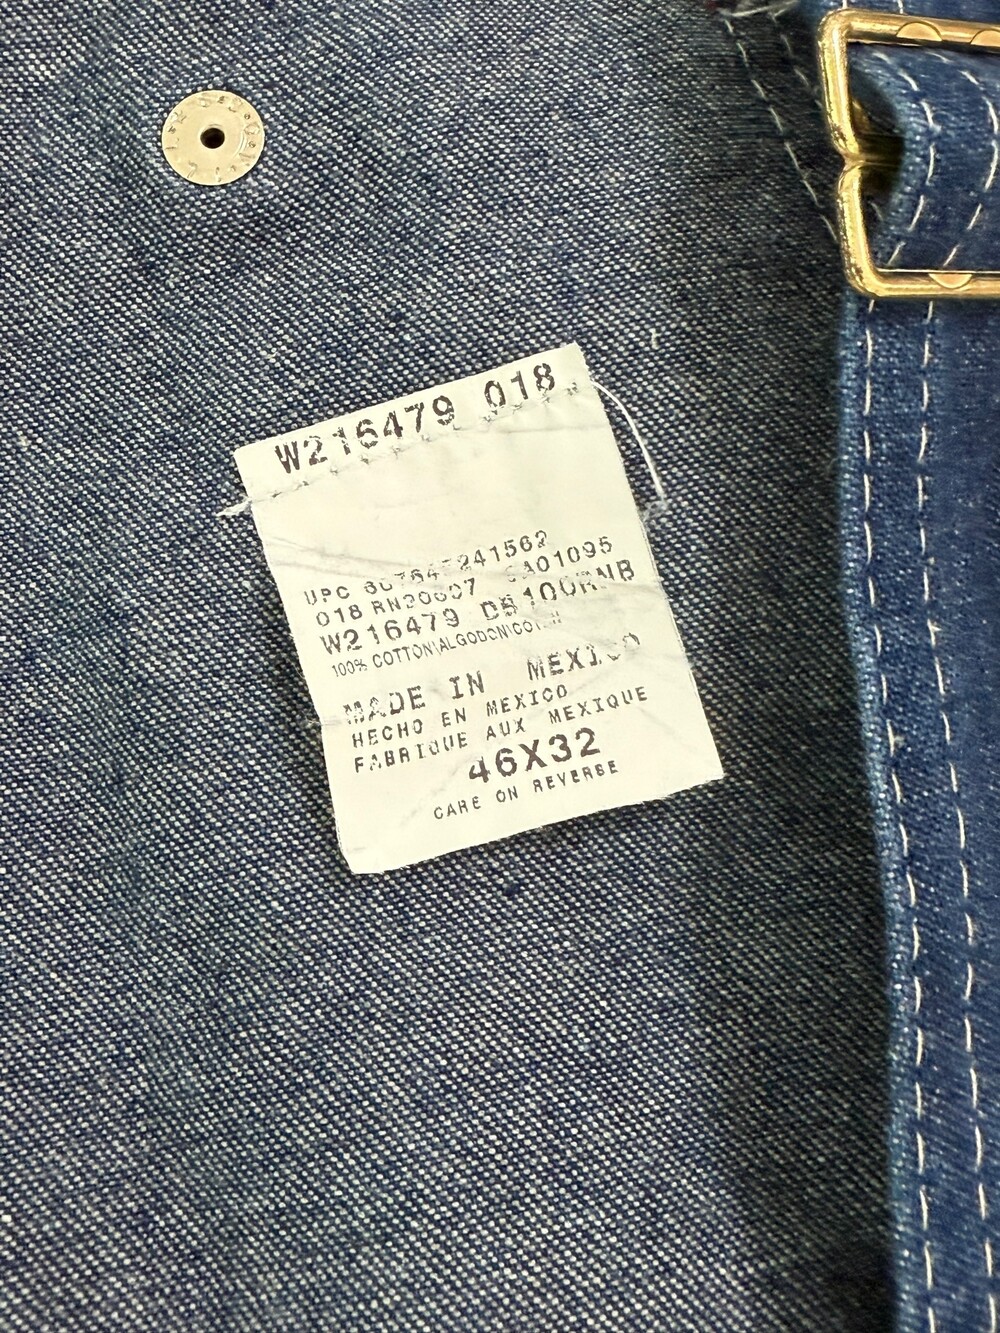 W216479 018
UPC
018 CA01095
W216479
100% COTTON\ALGODON\COTON
MADE IN MEXICO
HECHO EN MEXICO
FABRIQUE AUX MEXIQUE
46X32
CARE ON REVERSE